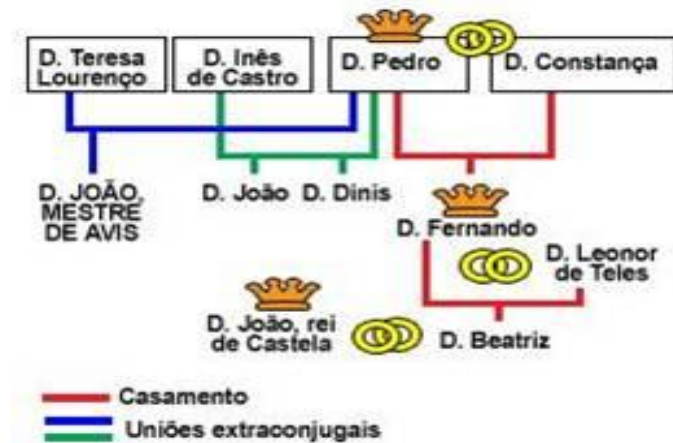 D. Teresa
Lourenço
D. Inês
de Castro
D. Pedro
D. Constança
D. JOÃO,
MESTRE
DE AVIS
D. João
D. Dinis
D. Fernando
D. Leonor
de Teles
D. João, rei
de Castela
D. Beatriz
Casamento
Uniões extraconjugais